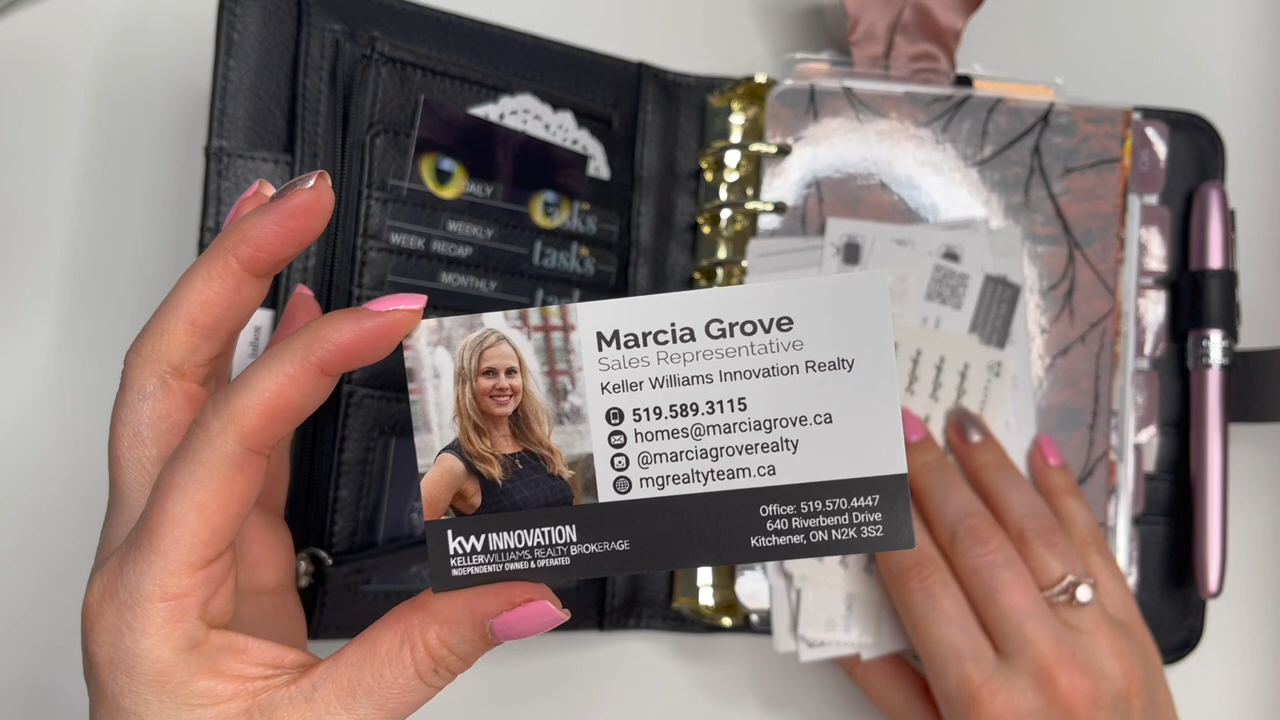 DAILY
tasks
WEEKLY
tasks
WEEK RECAP
MONTHLY
Marcia Grove
Sales Representative
Keller Williams Innovation Realty
519.589.3115
homes@marciagrove.ca
@marciagroverealty
mgrealtyteam.ca
kw INNOVATION
KELLERWILLIAMS. REALTY BROKERAGE
INDEPENDENTLY OWNED & OPERATED
Office: 519.570.4447
640 Riverbend Drive
Kitchener, ON N2K 3S2